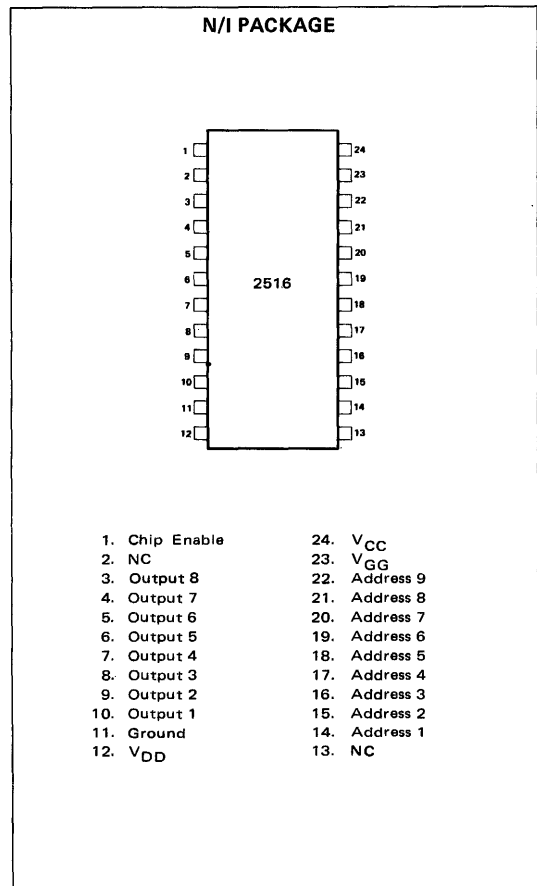 N/I PACKAGE
1 24
2 23
3 22
4 21
5 20
6 2516 19
7 18
8 17
9 16
10 15
11 14
12 13
1. Chip Enable 24. VCC
2. NC 23. VGG
3. Output 8 22. Address 9
4. Output 7 21. Address 8
5. Output 6 20. Address 7
6. Output 5 19. Address 6
7. Output 4 18. Address 5
8. Output 3 17. Address 4
9. Output 2 16. Address 3
10. Output 1 15. Address 2
11. Ground 14. Address 1
12. VDD 13. NC